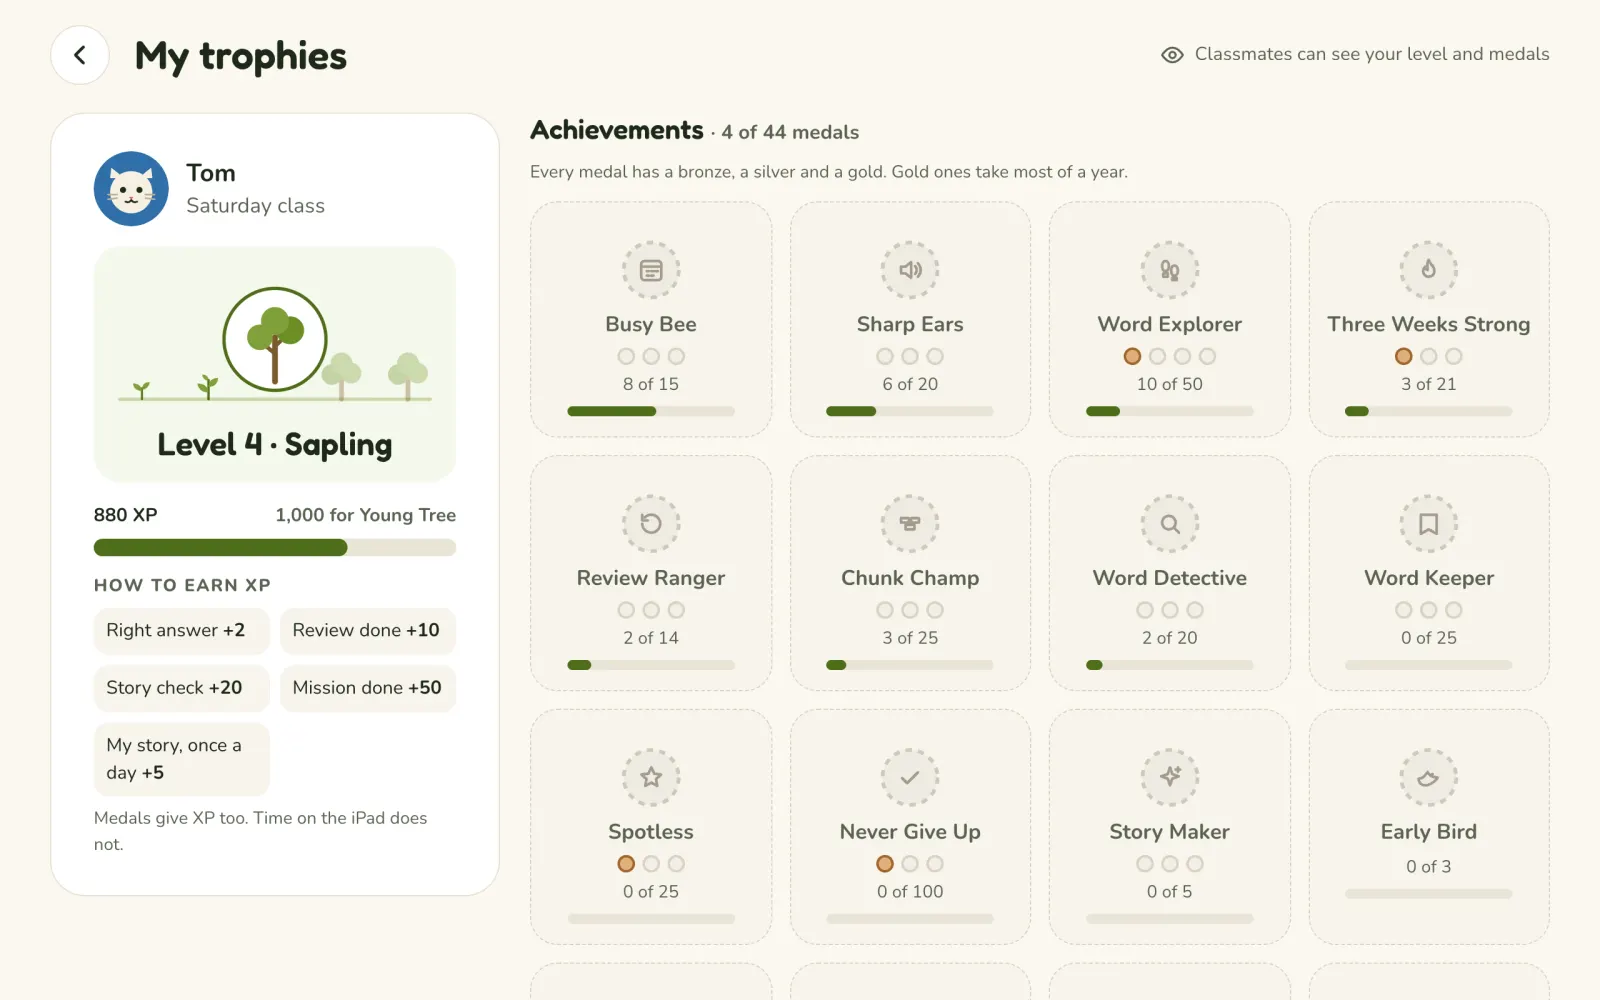 My trophies
Classmates can see your level and medals
Tom
Saturday class
Level 4 · Sapling
880 XP
1,000 for Young Tree
HOW TO EARN XP
Right answer +2
Review done +10
Story check +20
Mission done +50
My story, once a
day +5
Medals give XP too. Time on the iPad does
not.
Achievements · 4 of 44 medals
Every medal has a bronze, a silver and a gold. Gold ones take most of a year.
Busy Bee
8 of 15
Sharp Ears
6 of 20
Word Explorer
10 of 50
Three Weeks Strong
3 of 21
Review Ranger
2 of 14
Chunk Champ
3 of 25
Word Detective
2 of 20
Word Keeper
0 of 25
Spotless
0 of 25
Never Give Up
0 of 100
Story Maker
0 of 5
Early Bird
0 of 3